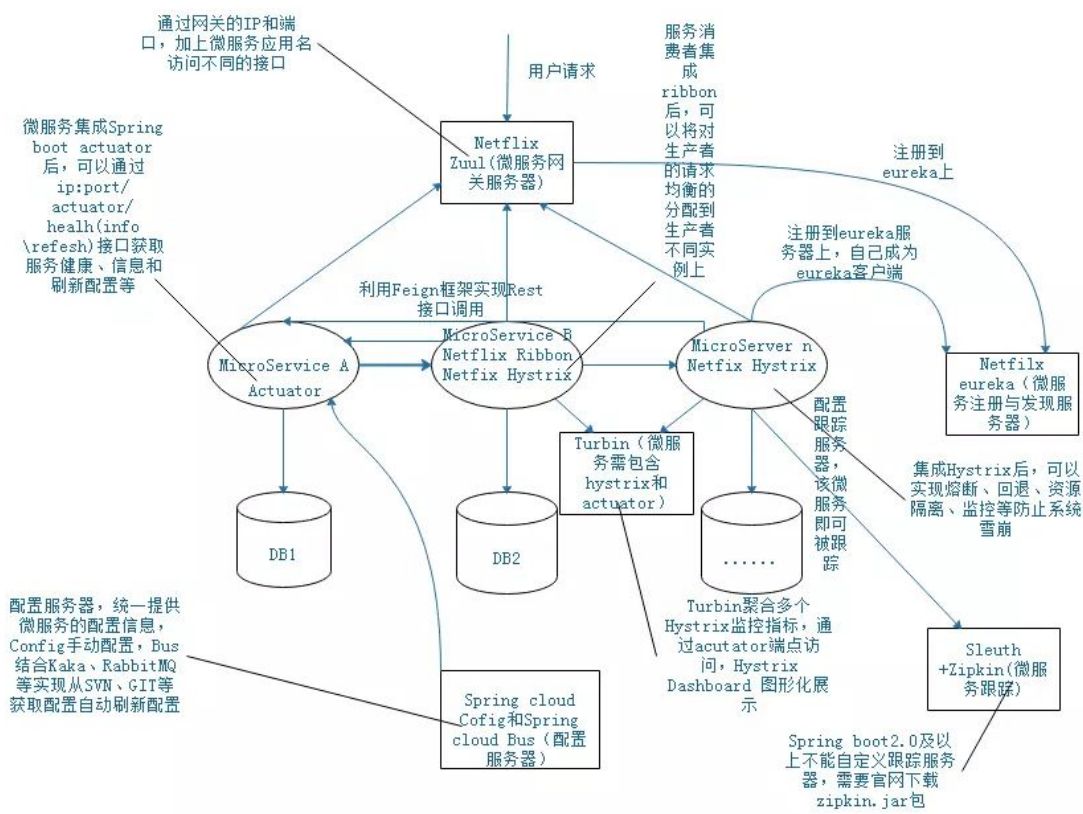 通过网关的IP和端
口，加上微服务应用名
访问不同的接口
用户请求
服务消
费者集
成
ribbon
后，可
以将对
生产者
的请求
均衡的
分配到
生产者
不同实
例上
Netflix
Zuul(微服务网
关服务器)
注册到
eureka上
微服务集成Spring
boot actuator
后，可以通过
ip:port/
actuator/
healh(info
\refesh)接口获取
服务健康、信息和
刷新配置等
注册到eureka服
务器上，自己成为
eureka客户端
利用Feign框架实现Rest
接口调用
MicroService A
Actuator
MicroService B
Netflix Ribbon
Netfix Hystrix
MicroServer n
Netfix Hystrix
Netfilx
eureka（微服
务注册与发现服
务器）
配置
跟踪
服务
器，
该微
服务
即可
被跟
踪
Turbin（微服
务需包含
hystrix和
actuator）
集成Hystrix后，可以
实现熔断、回退、资源
隔离、监控等防止系统
雪崩
DB1
DB2
......
配置服务器，统一提供
微服务的配置信息，
Config手动配置，Bus
结合Kaka、RabbitMQ
等实现从SVN、GIT等
获取配置自动刷新配置
Turbin聚合多个
Hystrix监控指标，通
过acutator端点访
问，Hystrix
Dashboard 图形化展
示
Sleuth
+Zipkin(微服
务跟踪)
Spring cloud
Cofig和Spring
cloud Bus（配置
服务器）
Spring boot2.0及以
上不能自定义跟踪服务
器，需要官网下载
zipkin.jar包